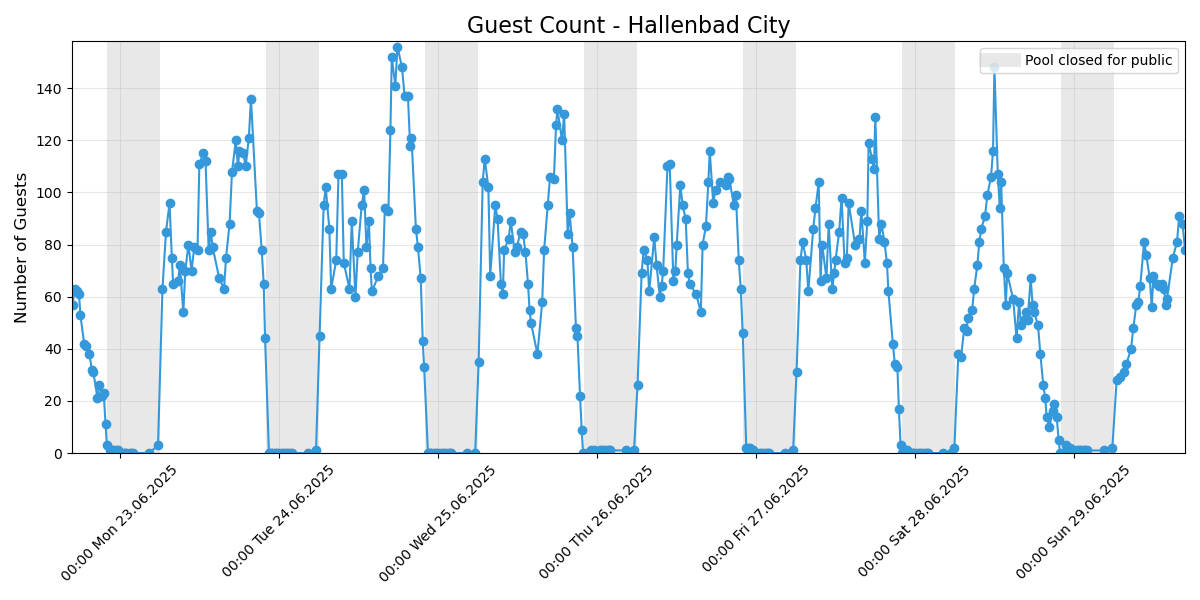 Guest Count - Hallenbad City
Pool closed for public
Number of Guests
140
120
100
80
60
40
20
0
00:00 Mon 23.06.2025
00:00 Tue 24.06.2025
00:00 Wed 25.06.2025
00:00 Thu 26.06.2025
00:00 Fri 27.06.2025
00:00 Sat 28.06.2025
00:00 Sun 29.06.2025